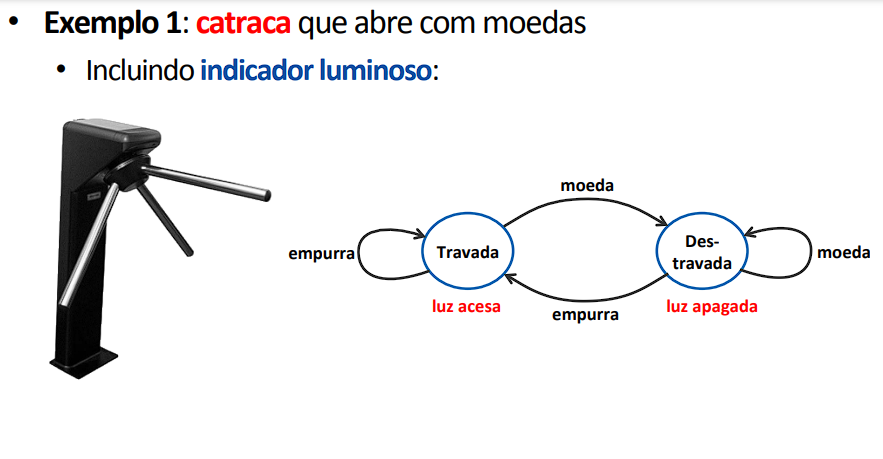 • Exemplo 1: catraca que abre com moedas
• Incluindo indicador luminoso:
moeda
empurra
Travada
Des-
travada
moeda
luz acesa
empurra
luz apagada